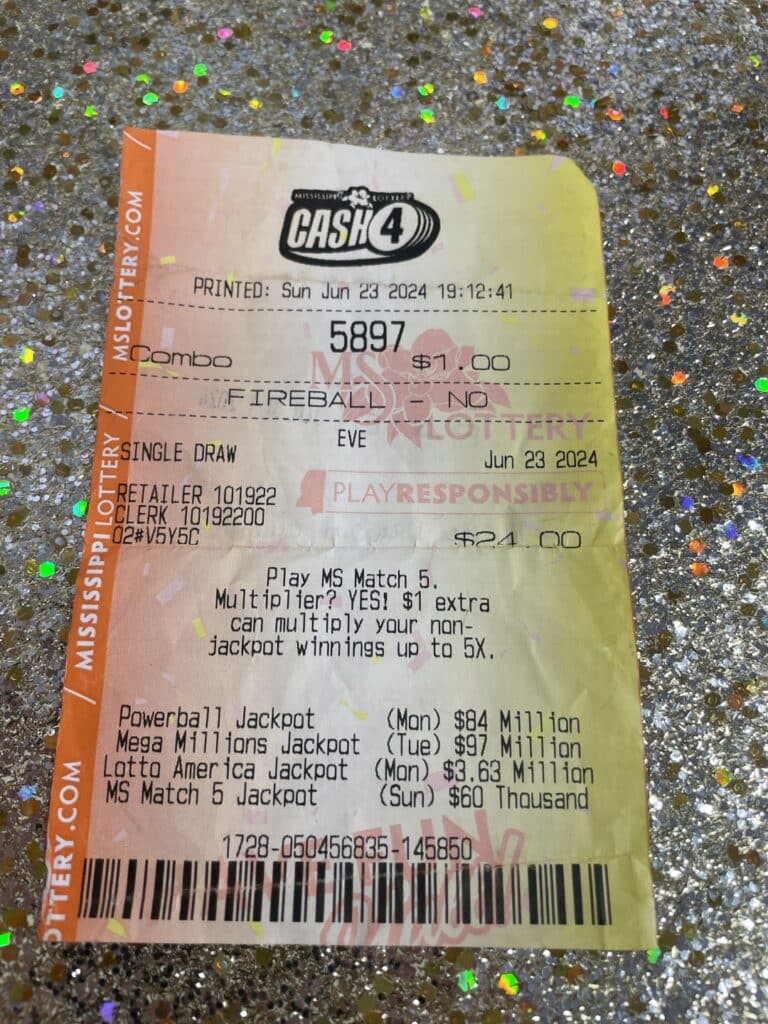 MISSISSIPPI LOTTERY
CASH 4
PRINTED: Sun Jun 23 2024 19:12:41
5897
Combo $1.00
FIREBALL - NO
EVE
SINGLE DRAW Jun 23 2024
RETAILER 101922
CLERK 10192200
02#V5Y5C $24.00
Play MS Match 5.
Multiplier? YES! $1 extra
can multiply your non-
jackpot winnings up to 5X.
Powerball Jackpot (Mon) $84 Million
Mega Millions Jackpot (Tue) $97 Million
Lotto America Jackpot (Mon) $3.63 Million
MS Match 5 Jackpot (Sun) $60 Thousand
1728-050456835-145850
MS
LOTTERY
PLAYRESPONSIBLY
OTTERY.COM / MISSISSIPPI LOTTERY / MSLOTTERY.COM /